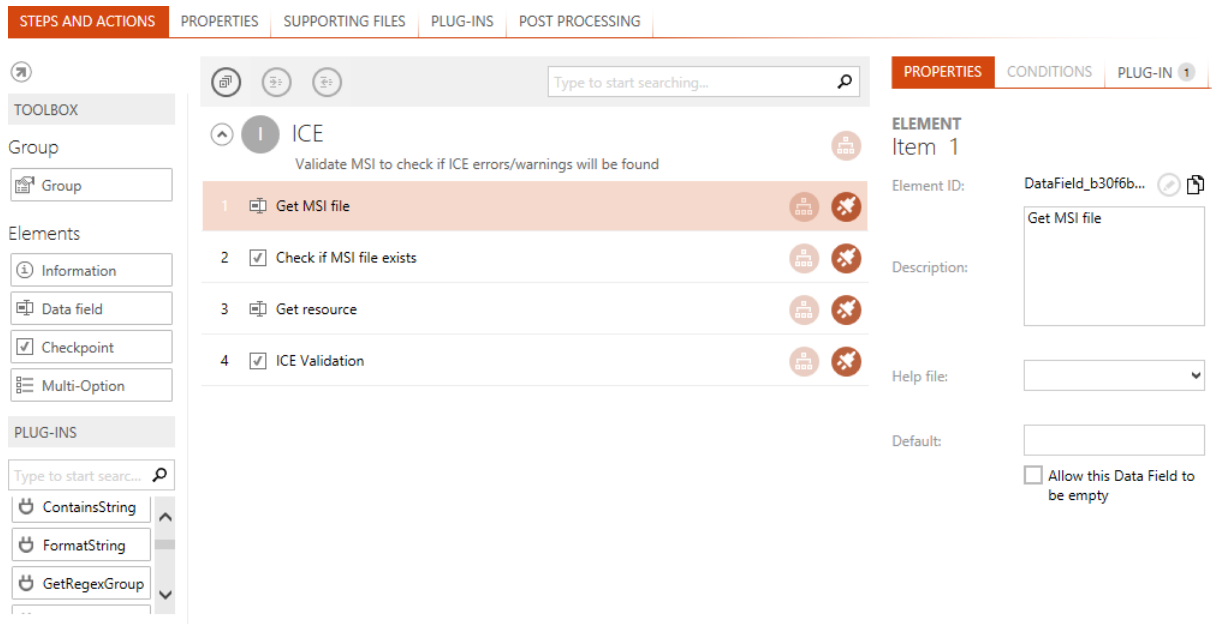 STEPS AND ACTIONS PROPERTIES SUPPORTING FILES PLUG-INS POST PROCESSING
TOOLBOX
Group
Group
Elements
Information
Data field
Checkpoint
Multi-Option
PLUG-INS
Type to start searc...
ContainsString
FormatString
GetRegexGroup
Type to start searching...
I ICE
Validate MSI to check if ICE errors/warnings will be found
1 Get MSI file
2 Check if MSI file exists
3 Get resource
4 ICE Validation
PROPERTIES CONDITIONS PLUG-IN 1
ELEMENT
Item 1
Element ID: DataField_b30f6b...
Description: Get MSI file
Help file:
Default:
Allow this Data Field to
be empty